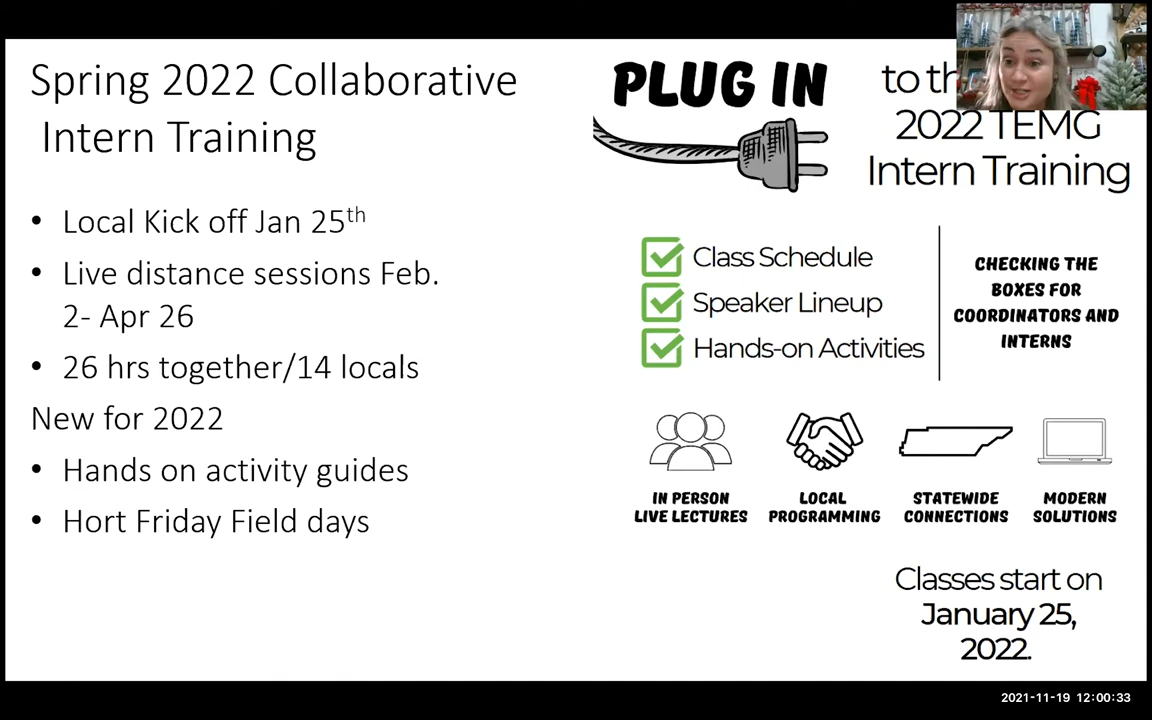 Spring 2022 Collaborative
Intern Training
• Local Kick off Jan 25th
• Live distance sessions Feb.
2- Apr 26
• 26 hrs together/14 locals
New for 2022
• Hands on activity guides
• Hort Friday Field days
PLUG IN
to
2022 TEMG
Intern Training
Class Schedule
Speaker Lineup
Hands-on Activities
CHECKING THE
BOXES FOR
COORDINATORS AND
INTERNS
IN PERSON
LIVE LECTURES
LOCAL
PROGRAMMING
STATEWIDE
CONNECTIONS
MODERN
SOLUTIONS
Classes start on
January 25,
2022.
2021-11-19 12:00:33